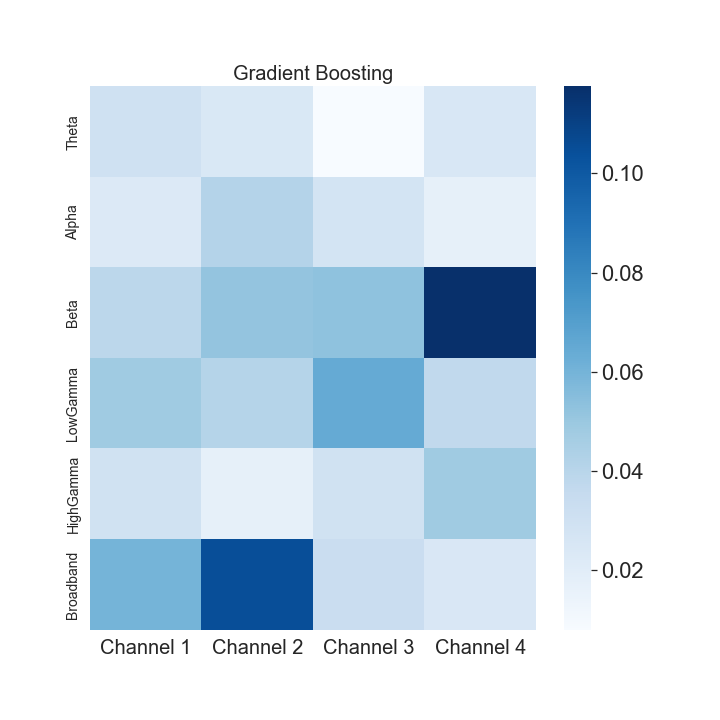 Gradient Boosting
Theta
Alpha
Beta
LowGamma
HighGamma
Broadband
Channel 1 Channel 2 Channel 3 Channel 4
0.10
0.08
0.06
0.04
0.02